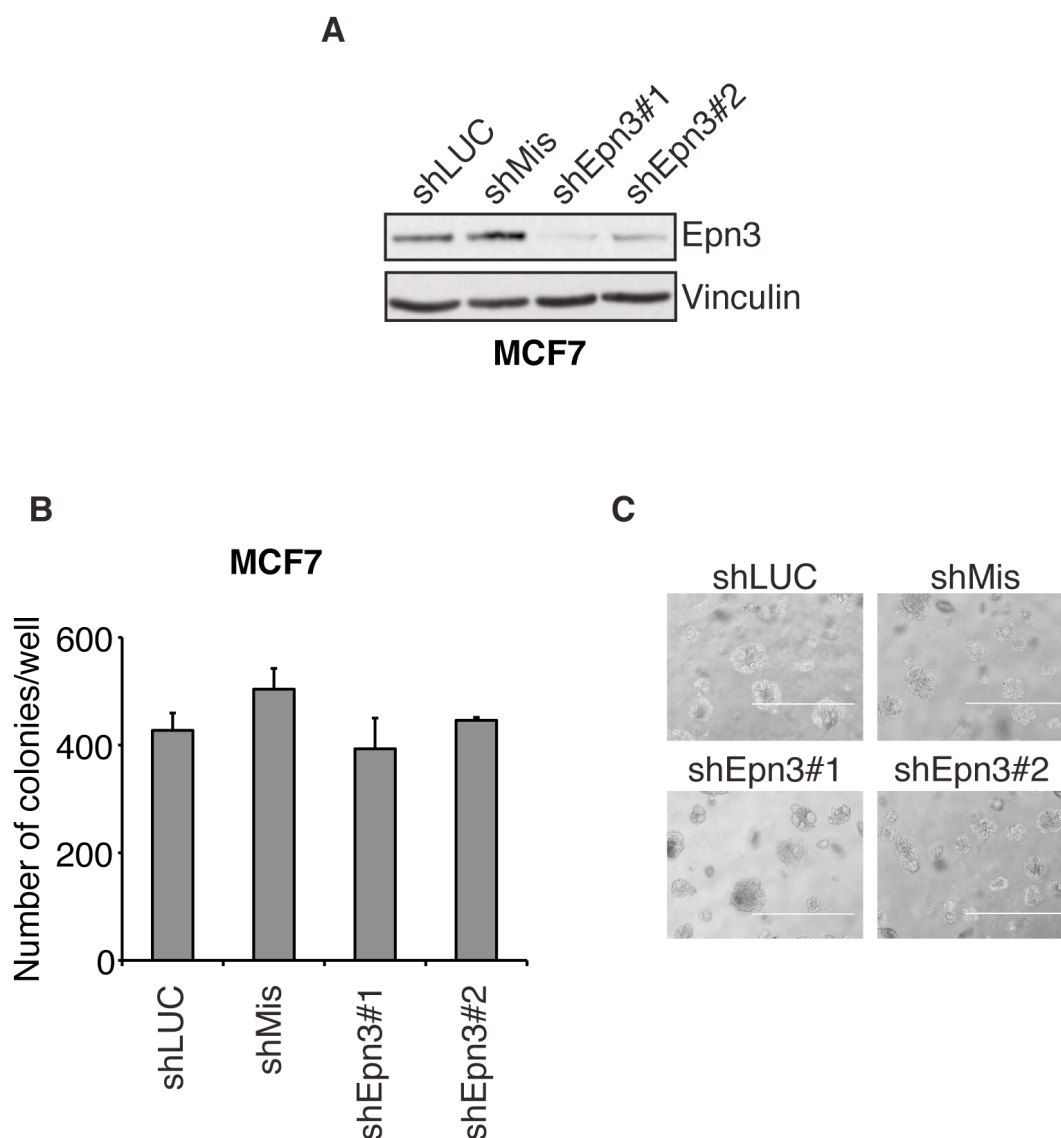 A
shLUC
shMis
shEpn3#1
shEpn3#2
Epn3
Vinculin
MCF7
B
MCF7
Number of colonies/well
600
400
200
0
shLUC
shMis
shEpn3#1
shEpn3#2
C
shLUC
shMis
shEpn3#1
shEpn3#2